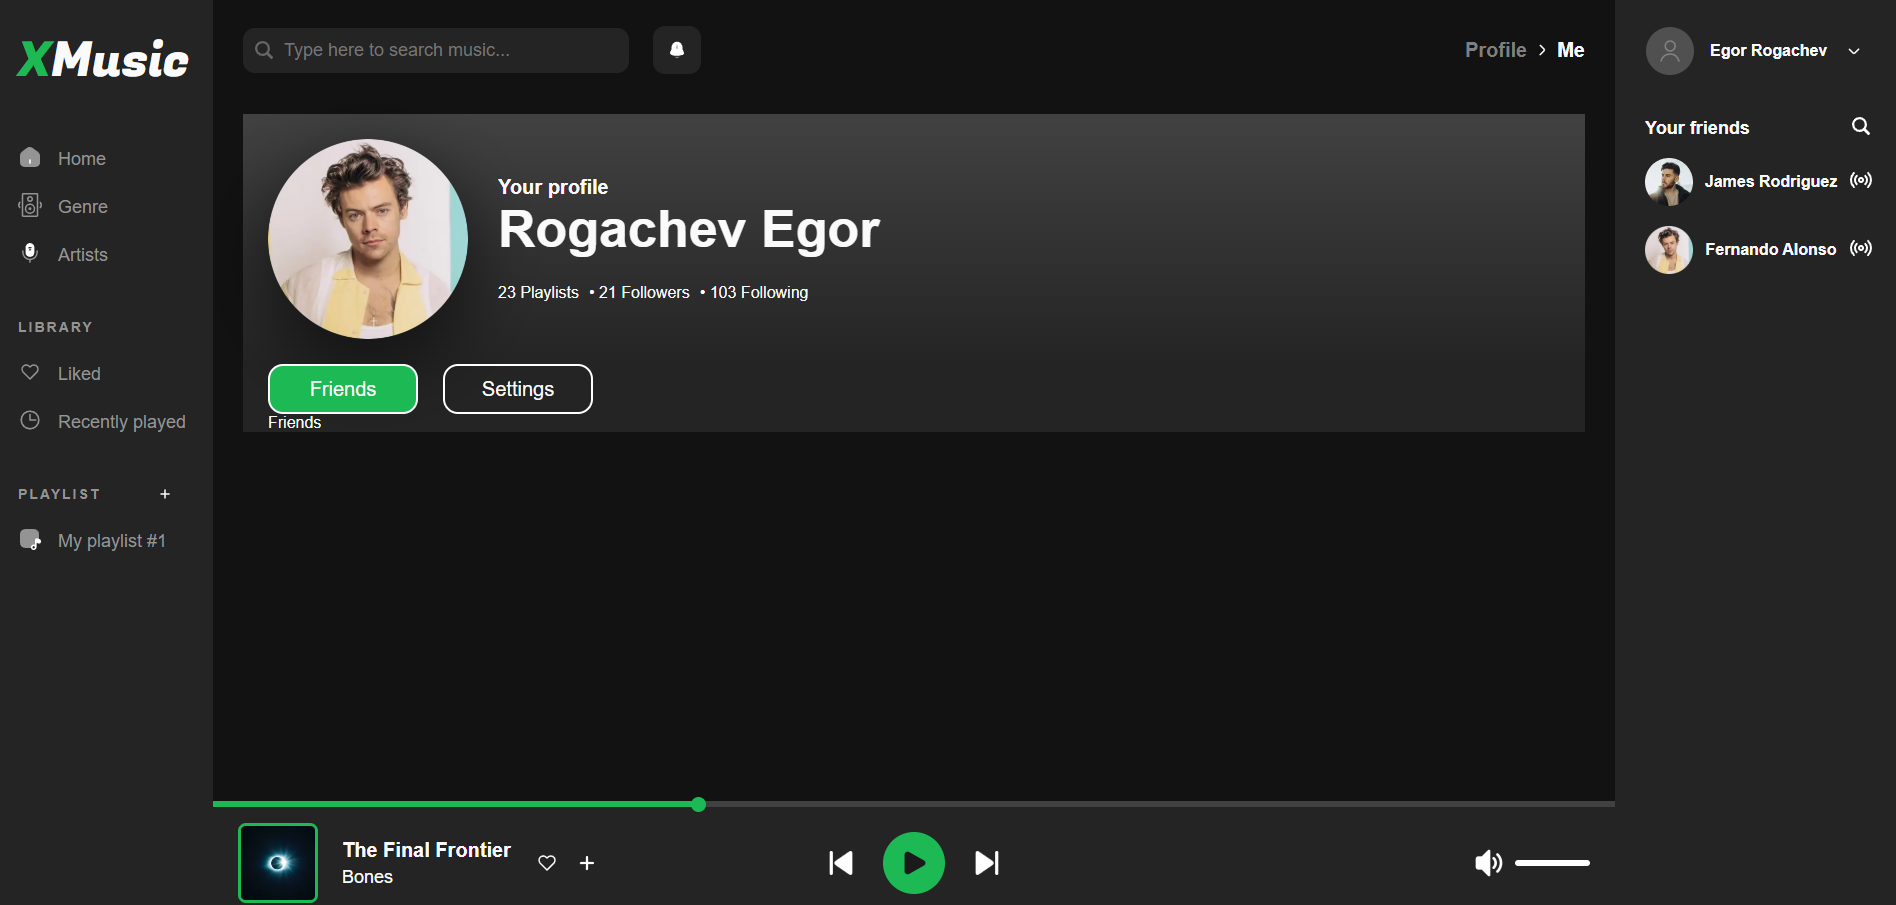 XMusic
Home
Genre
Artists
LIBRARY
Liked
Recently played
PLAYLIST +
My playlist #1
Type here to search music...
Profile > Me
Your profile
Rogachev Egor
23 Playlists • 21 Followers • 103 Following
Friends
Settings
Friends
Egor Rogachev
Your friends
James Rodriguez
Fernando Alonso
The Final Frontier
Bones